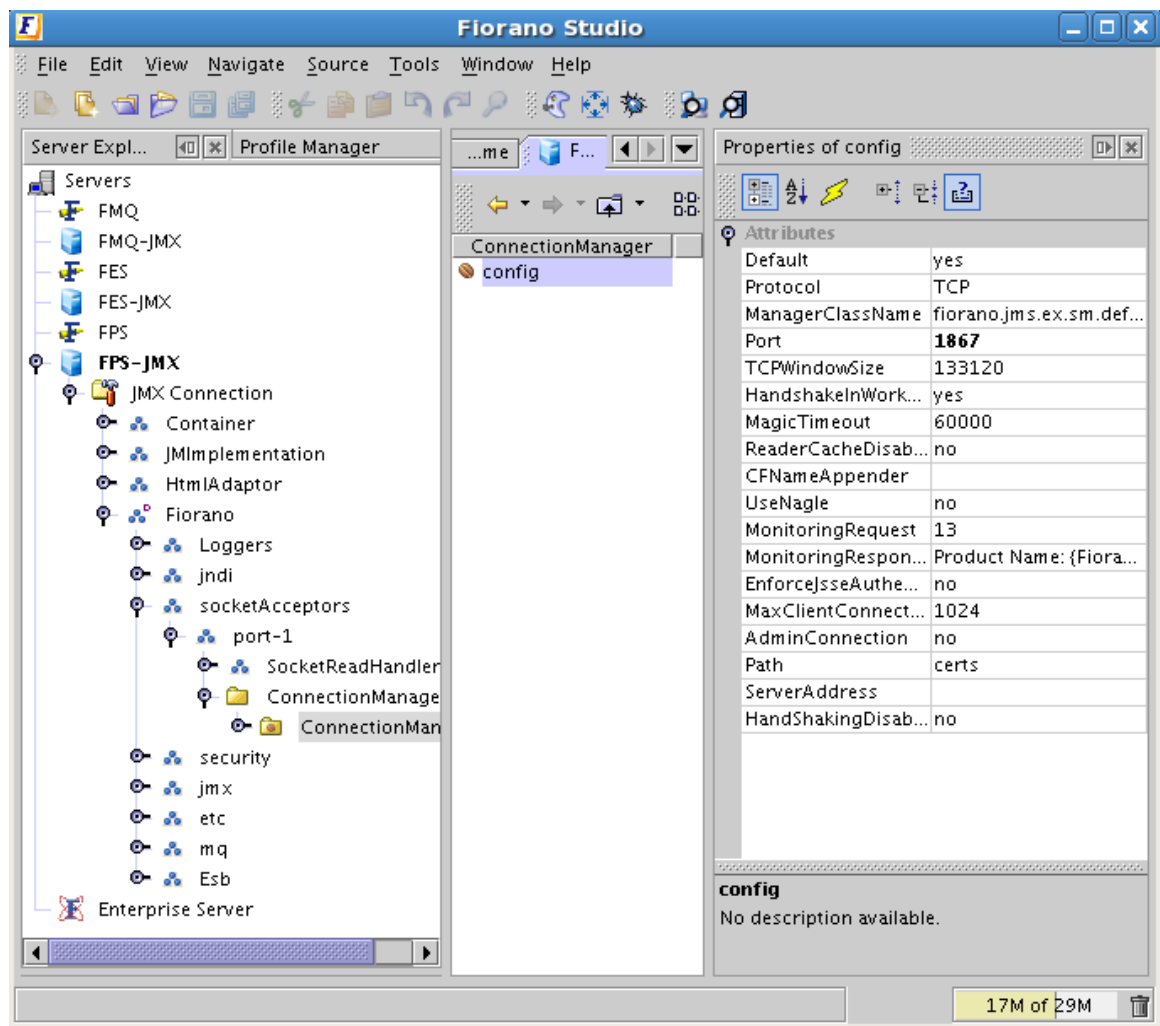 Fiorano Studio
File Edit View Navigate Source Tools Window Help
Server Expl... Profile Manager
Servers
FMQ
FMQ-JMX
FES
FES-JMX
FPS
FPS-JMX
JMX Connection
Container
JMImplementation
HtmlAdaptor
Fiorano
Loggers
jndi
socketAcceptors
port-1
SocketReadHandler
ConnectionManage
ConnectionMan
security
jmx
etc
mq
Esb
Enterprise Server
...me F...
ConnectionManager
config
Properties of config
Attributes
Default yes
Protocol TCP
ManagerClassName fiorano.jms.ex.sm.def...
Port 1867
TCPWindowSize 133120
HandshakeInWork... yes
MagicTimeout 60000
ReaderCacheDisab... no
CFNameAppender
UseNagle no
MonitoringRequest 13
MonitoringRespon... Product Name: {Fiora...
EnforceJsseAuthe... no
MaxClientConnect... 1024
AdminConnection no
Path certs
ServerAddress
HandShakingDisab... no
config
No description available.
17M of 29M